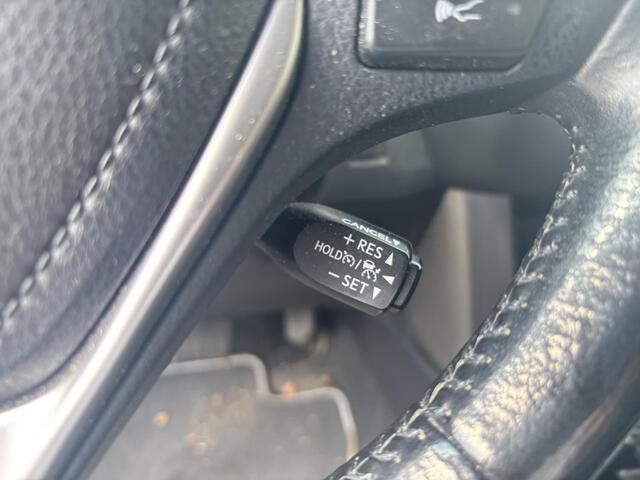 CANCEL
+ RES
HOLD /
− SET